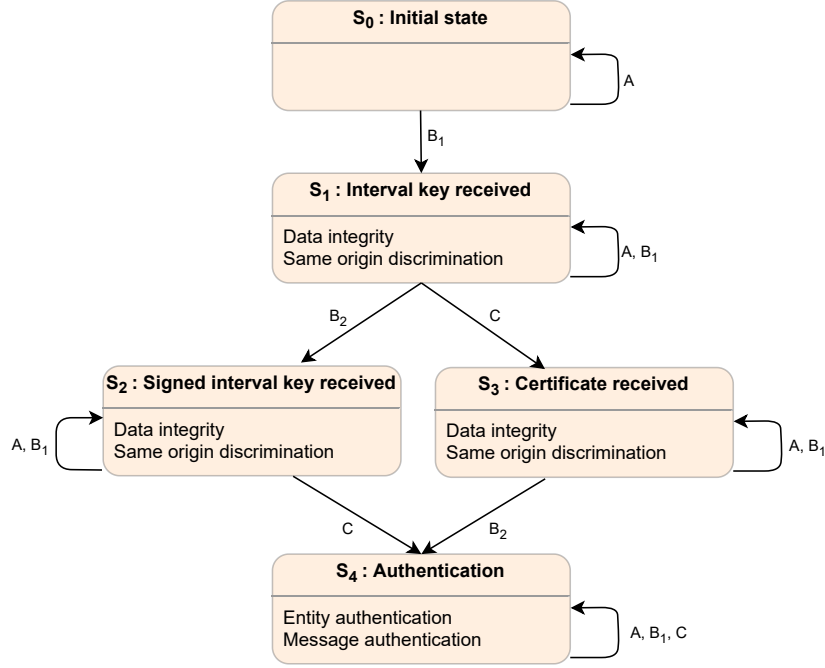 S0 : Initial state
A
B1
S1 : Interval key received
Data integrity
Same origin discrimination
A, B1
B2
C
S2 : Signed interval key received
Data integrity
Same origin discrimination
A, B1
S3 : Certificate received
Data integrity
Same origin discrimination
A, B1
C
B2
S4 : Authentication
Entity authentication
Message authentication
A, B1, C